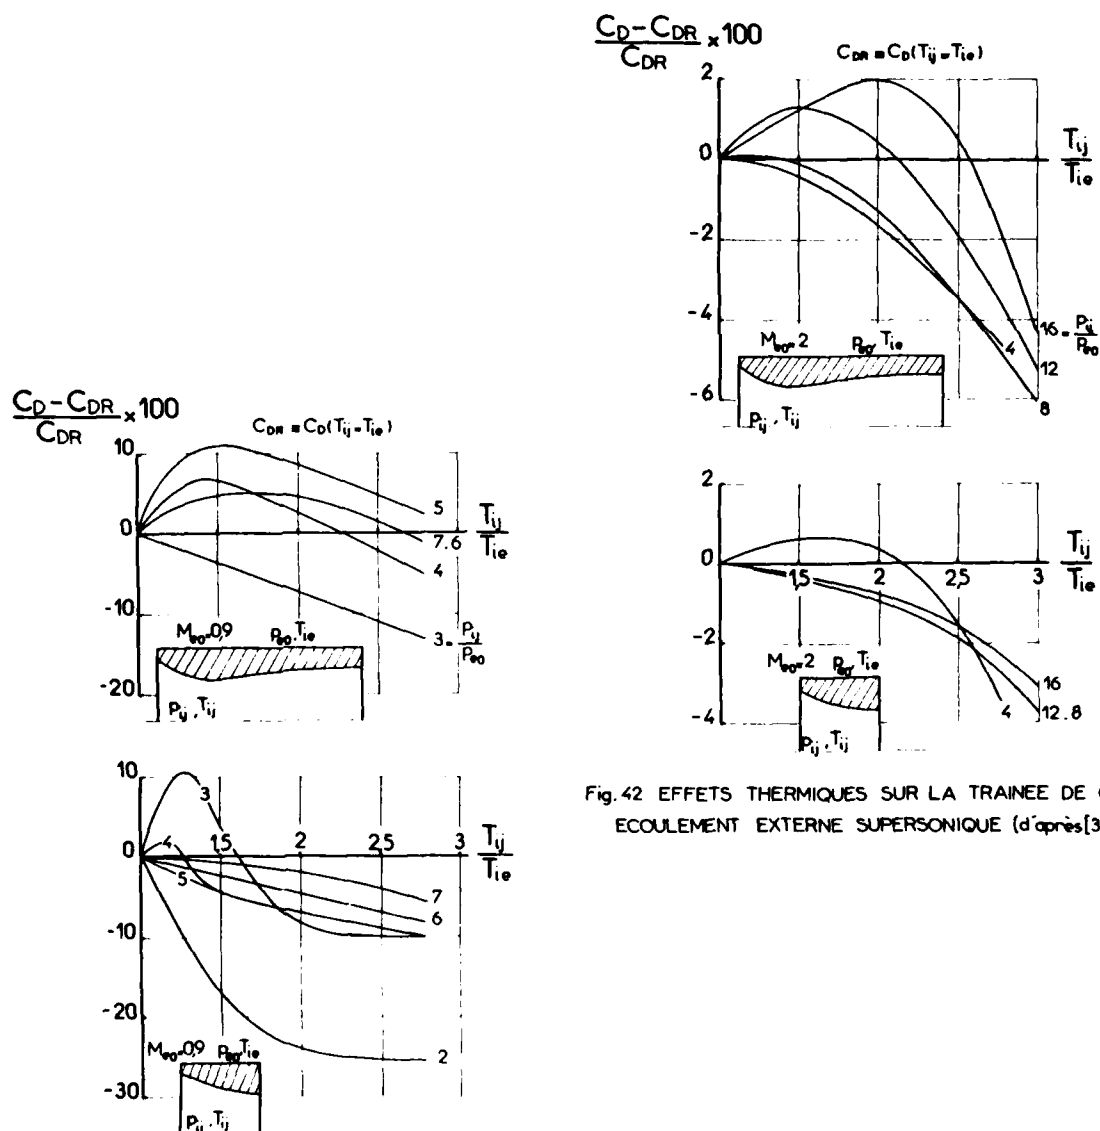 C_D – C_DR / C_DR × 100
C_DR ≡ C_D(T_ij = T_ie)
10
0
-10
-20
5
7.6
4
3 = P_ij / P_e0
T_ij / T_ie
M_e0=0,9 P_e0, T_ie
P_ij, T_ij
10
0
-10
-20
-30
3
4
5
1,5
2
2,5
3
T_ij / T_ie
7
6
2
M_e0=0,9 P_e0, T_ie
P_ij, T_ij
C_D – C_DR / C_DR × 100
C_DR ≡ C_D(T_ij = T_ie)
2
0
-2
-4
-6
T_ij / T_ie
4
16 = P_ij / P_e0
12
8
M_e0=2 P_e0, T_ie
P_ij, T_ij
2
0
-2
-4
1,5
2
2,5
3
T_ij / T_ie
16
12.8
4
M_e0=2 P_e0, T_ie
P_ij, T_ij
Fig. 42 EFFETS THERMIQUES SUR LA TRAINEE DE
ECOULEMENT EXTERNE SUPERSONIQUE (d'après [3